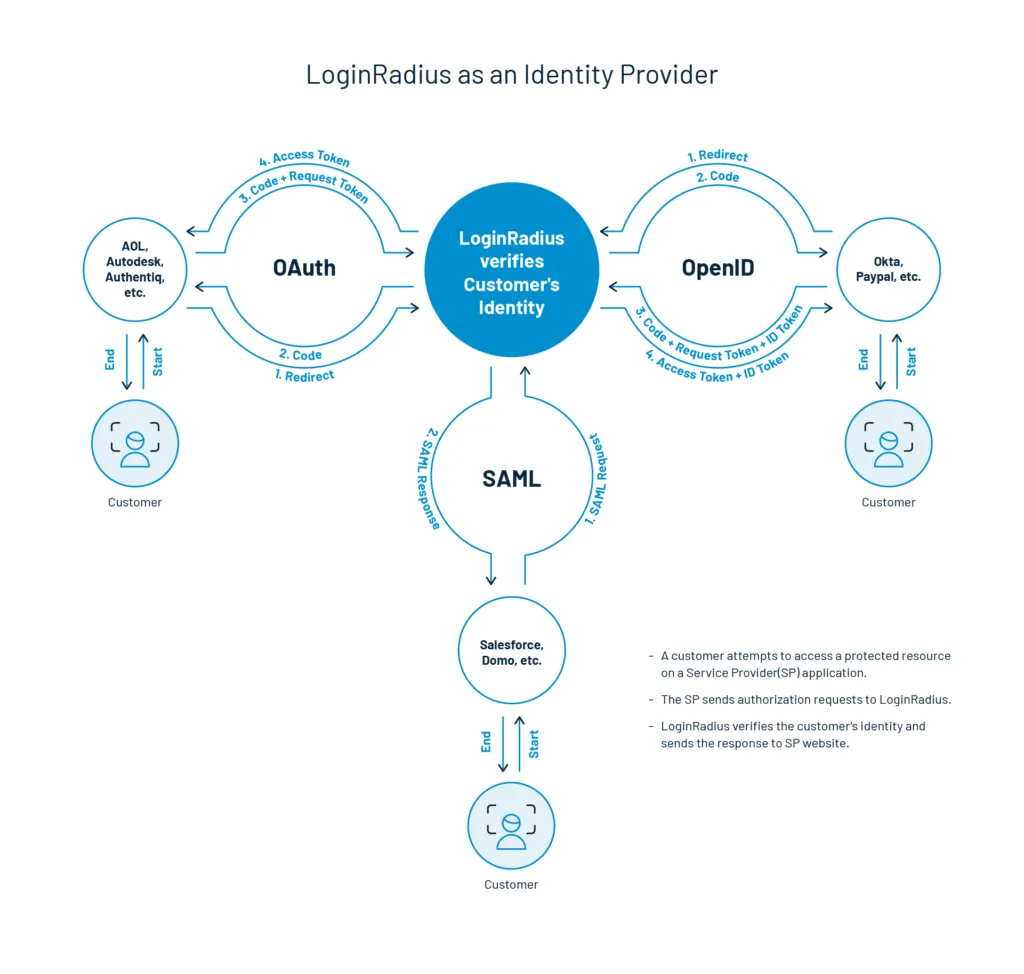 LoginRadius as an Identity Provider
4. Access Token
3. Code + Request Token
OAuth
2. Code
1. Redirect
AOL,
Autodesk,
Authentiq,
etc.
End
Start
Customer
LoginRadius
verifies
Customer's
Identity
1. Redirect
2. Code
OpenID
3. Code + Request Token + ID Token
4. Access Token + ID Token
Okta,
Paypal, etc.
End
Start
Customer
2. SAML Response
SAML
1. SAML Request
Salesforce,
Domo, etc.
End
Start
Customer
- A customer attempts to access a protected resource
on a Service Provider(SP) application.
- The SP sends authorization requests to LoginRadius.
- LoginRadius verifies the customer's identity and
sends the response to SP website.